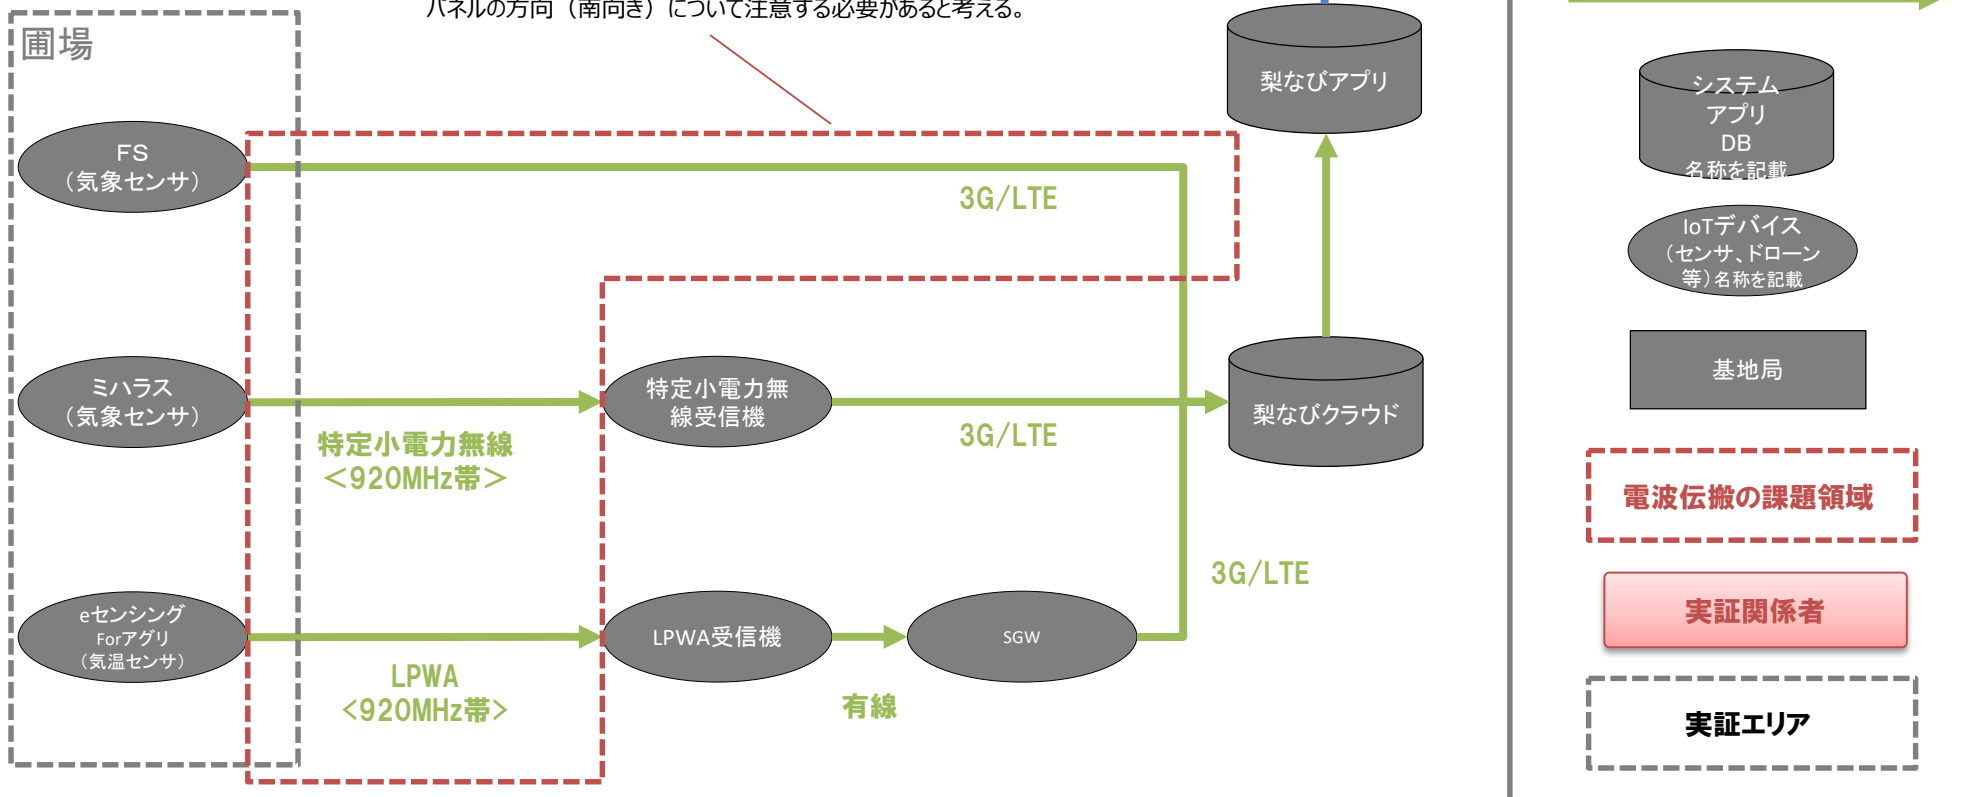 パネルの方向（南向き）について注意する必要があると考える。
圃場
FS
（気象センサ）
3G/LTE
ミハラス
（気象センサ）
特定小電力無線
＜920MHz帯＞
特定小電力無
線受信機
3G/LTE
eセンシング
Forアグリ
（気温センサ）
LPWA
<920MHz帯>
LPWA受信機
有線
SGW
3G/LTE
梨なびアプリ
梨なびクラウド
システム
アプリ
DB
名称を記載
IoTデバイス
（センサ、ドローン
等）名称を記載
基地局
電波伝搬の課題領域
実証関係者
実証エリア